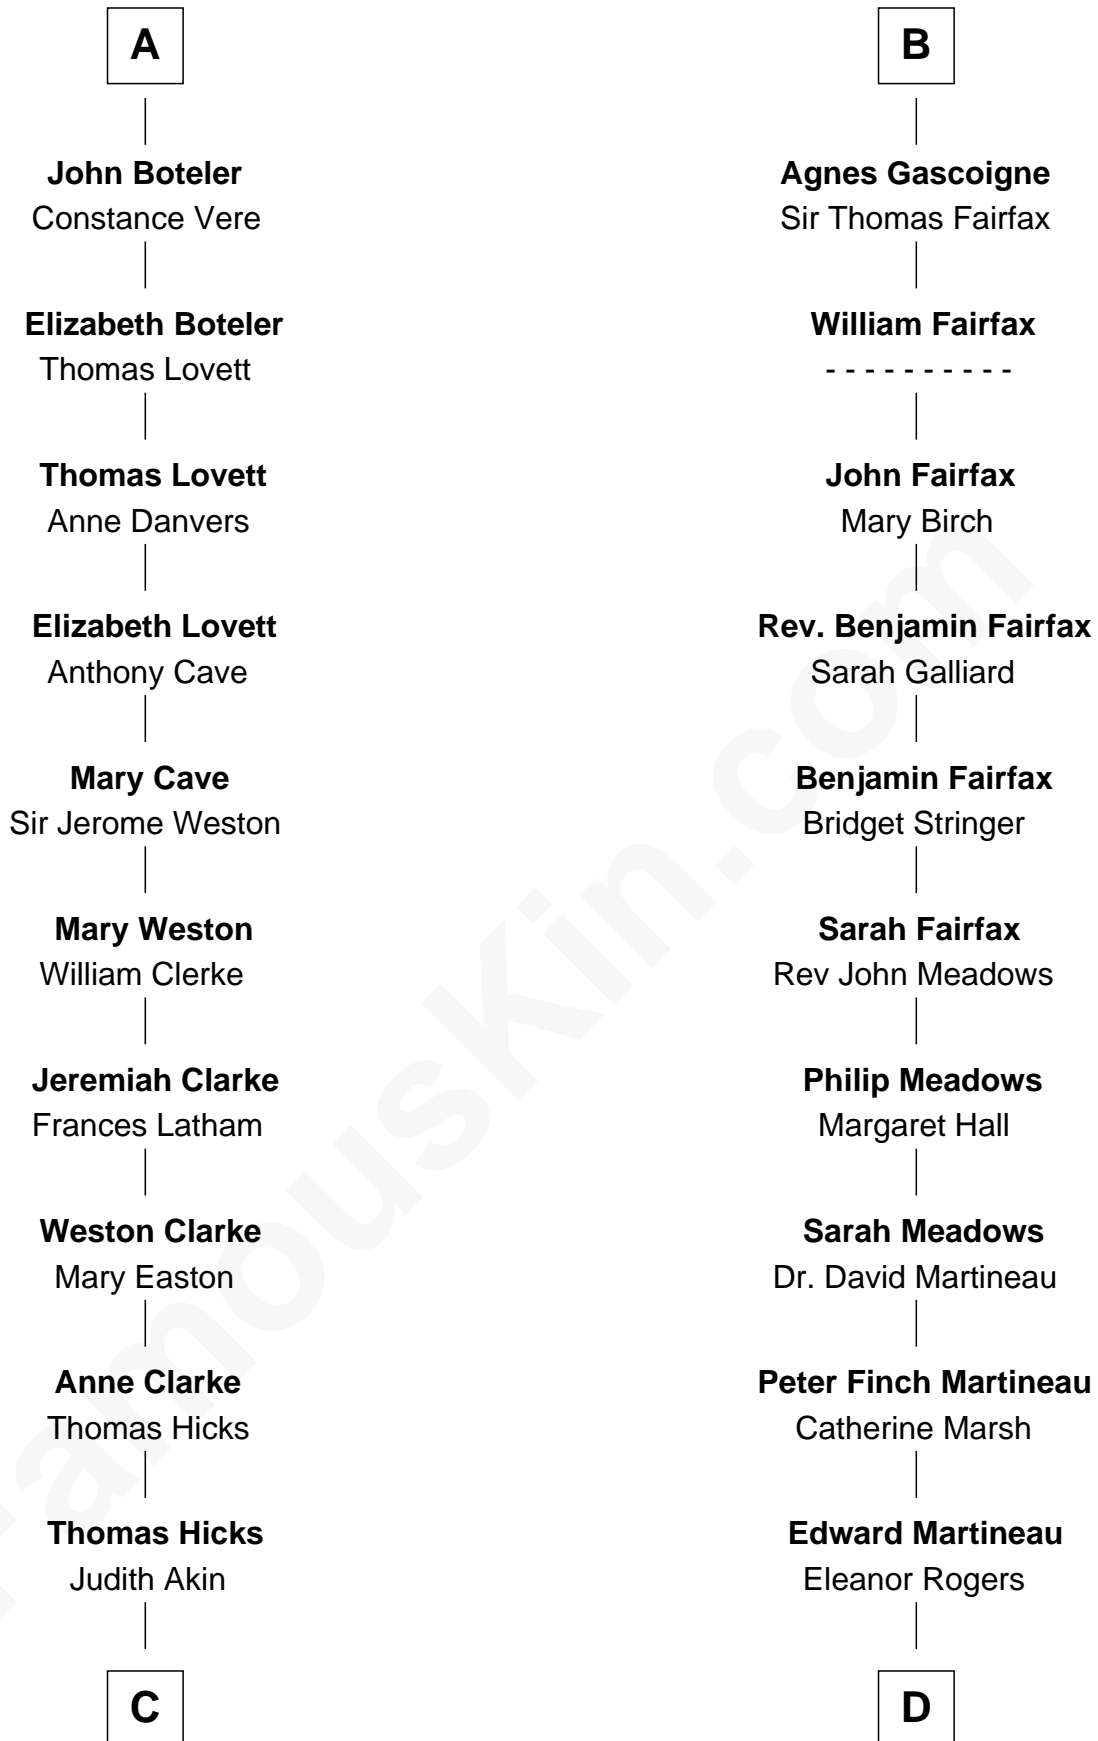 A
John Boteler
Constance Vere
Elizabeth Boteler
Thomas Lovett
Thomas Lovett
Anne Danvers
Elizabeth Lovett
Anthony Cave
Mary Cave
Sir Jerome Weston
Mary Weston
William Clerke
Jeremiah Clarke
Frances Latham
Weston Clarke
Mary Easton
Anne Clarke
Thomas Hicks
Thomas Hicks
Judith Akin
C
B
Agnes Gascoigne
Sir Thomas Fairfax
William Fairfax
- - - - - - - - - -
John Fairfax
Mary Birch
Rev. Benjamin Fairfax
Sarah Galliard
Benjamin Fairfax
Bridget Stringer
Sarah Fairfax
Rev John Meadows
Philip Meadows
Margaret Hall
Sarah Meadows
Dr. David Martineau
Peter Finch Martineau
Catherine Marsh
Edward Martineau
Eleanor Rogers
D
FamousKin.com